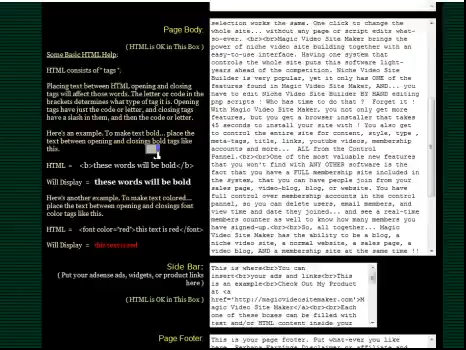 Page Body:
( HTML is OK in This Box )
Some Basic HTML Help:
HTML consists of " tags ".
Placing text between HTML opening and closing
tags will affect those words. The letter or code in the
brackets determines what type of tag it is. Opening
tags have just the code or letter, and closing tags
have a slash in them, and then the code or letter.
Here's an example. To make text bold... place the
text between opening and closing bold tags like
this.
HTML = <b>these words will be bold</b>
Will Display = these words will be bold
Here's another example. To make text colored...
place the text between opening and closings font
color tags like this.
HTML = <font color="red">this text is red</font>
Will Display = this text is red
selection works the same. One click to change the
whole site... without any page or script edits what-
so-ever. <br><br>Magic Video Site Maker brings the
power of niche video site building together with an
easy-to-use interface. Having one system that
controls the whole site puts this software light-
years ahead of the competition. Niche Video Site
Builder is very popular, yet it only has ONE of the
features found in Magic Video Site Maker, AND... you
have to edit Niche Video Site Builder BY HAND editing
php scripts ! Who has time to do that ? Forget it !
With Magic Video Site Maker, you not only get more
features, but you get a browser installer that takes
45 seconds to install your site with ! You also get
to control the entire site for content, style, type ,
meta-tags, title, links, youtube videos, membership
accounts and more... All from the Control
Pannel.<br><br>One of the most valuable new features
that you won't find with ANY OTHER software is the
fact that you have a FULL membership site included in
the system, that you can have people join from your
sales page, video-blog, blog, or website. You have
full control over membership accounts in the control
pannel, so you can delete users, email members, and
view time and date they joined... and see a real-time
members counter as well to know how many members you
have signed-up.<br><br>So, all together... Magic
Video Site Maker has the ability to be a blog, a
niche video site, a normal website, a sales page, a
video blog, AND a membership site at the same time !!
Side Bar:
( Put your adsense ads, widgets, or product links
here )
( HTML is OK in This Box )
This is where<br>You can
insert<br>your ads and links<br>This
is an example<br>Check Out My Product
at <a
href='http://magicvideositemaker.com'>M
agic Video Site Maker</a><br><br>Each
one of these boxes can be filled with
text and/or HTML content inside your
Page Footer:
This is your page footer. Put what-ever you like